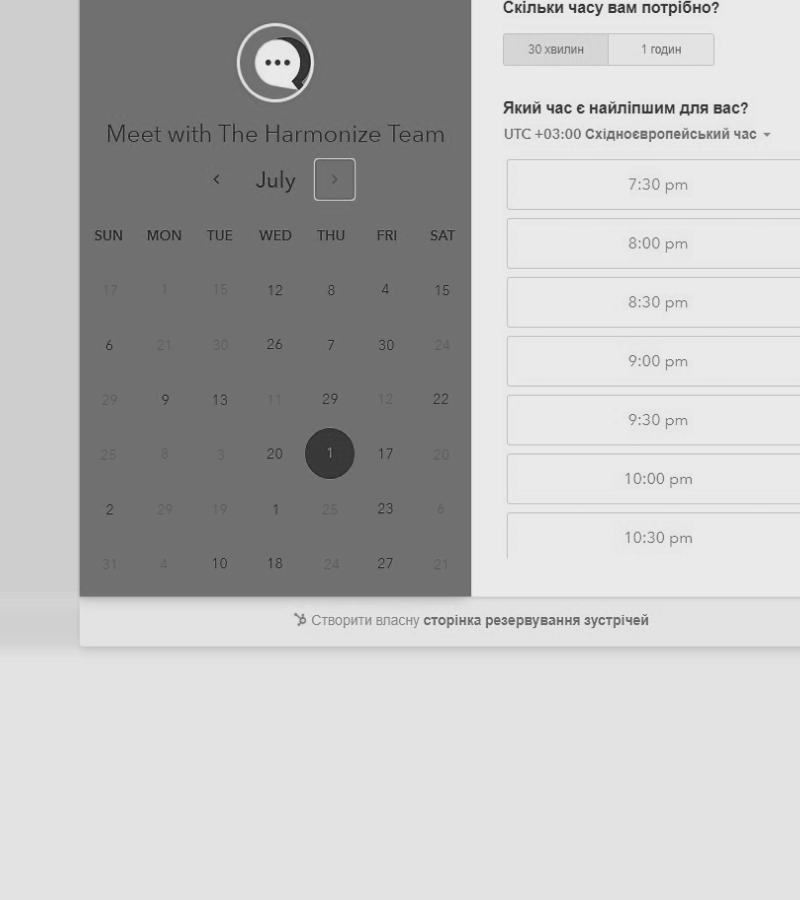 Meet with The Harmonize Team
July
SUN MON TUE WED THU FRI SAT
17 1 15 12 8 4 15
6 21 30 26 7 30 24
29 9 13 11 29 12 22
25 8 3 20 1 17 20
2 29 19 1 25 23 6
31 4 10 18 24 27 21
Скільки часу вам потрібно?
30 хвилин 1 годин
Який час є найліпшим для вас?
UTC +03:00 Східноєвропейський час
7:30 pm
8:00 pm
8:30 pm
9:00 pm
9:30 pm
10:00 pm
10:30 pm
Створити власну сторінка резервування зустрічей